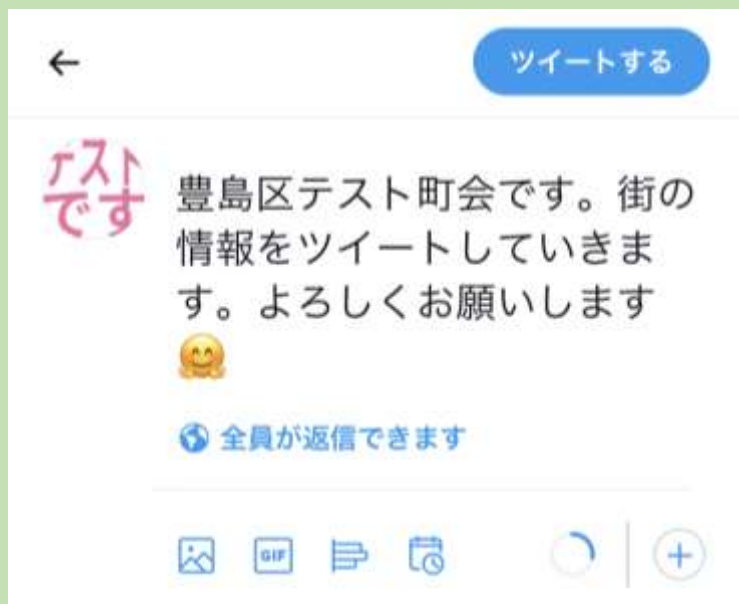 ツイートする
テスト
です
豊島区テスト町会です。街の
情報をツイートしていきま
す。よろしくお願いします
🤗
全員が返信できます
GIF